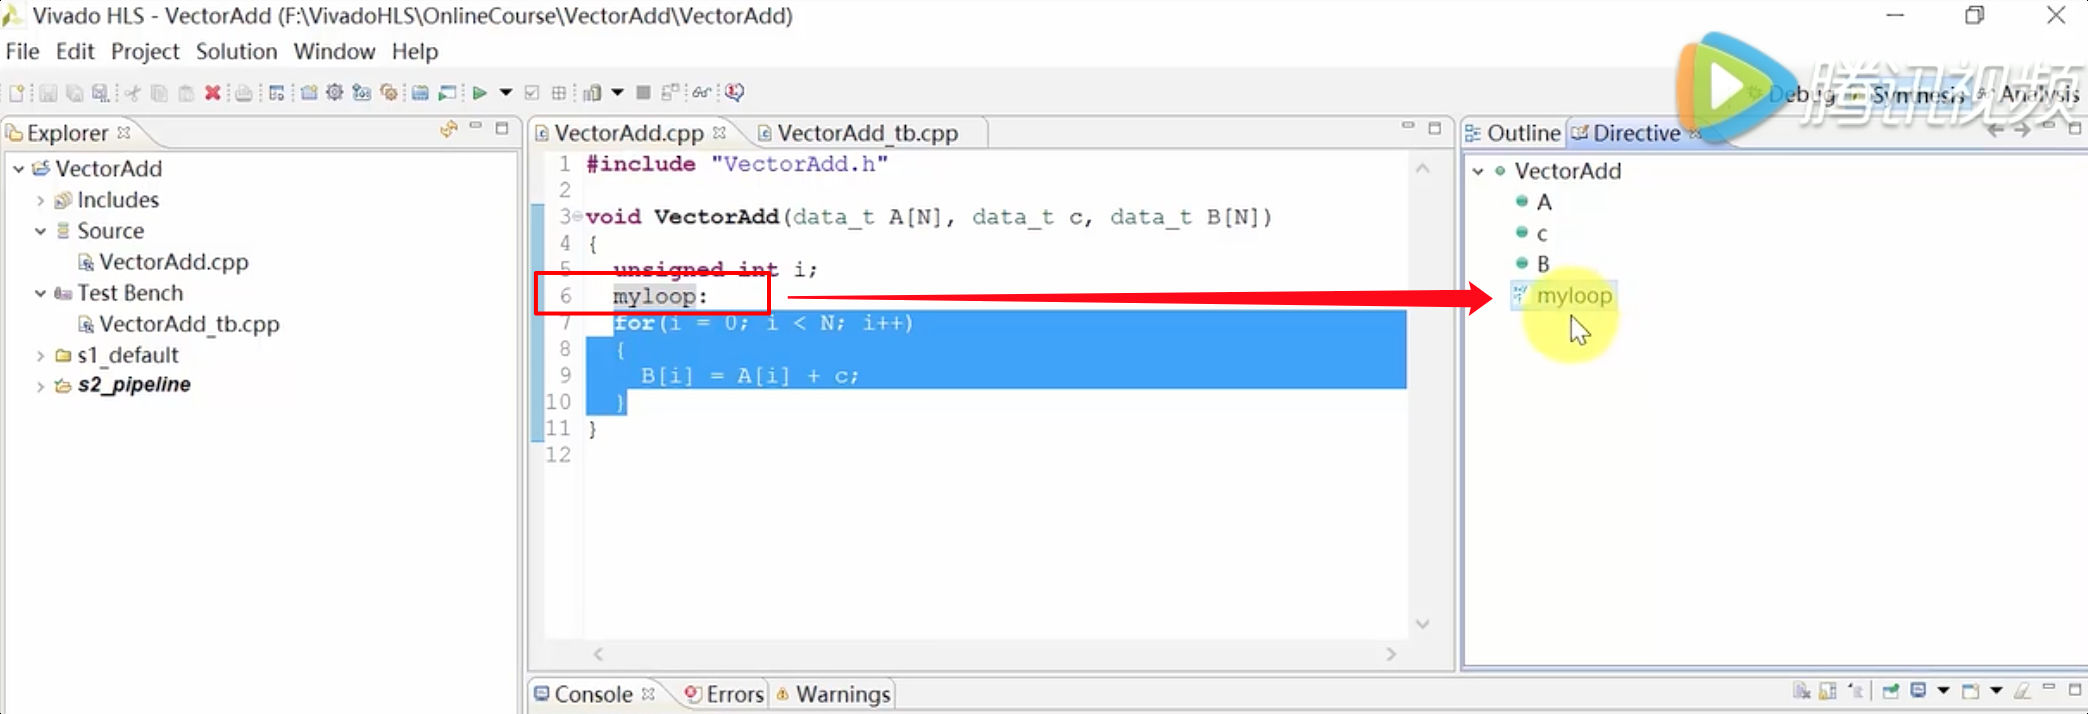 Vivado HLS - VectorAdd (F:\VivadoHLS\OnlineCourse\VectorAdd\VectorAdd)
File Edit Project Solution Window Help
腾讯视频
Debug Synthesis Analysis
Explorer
VectorAdd
Includes
Source
VectorAdd.cpp
Test Bench
VectorAdd_tb.cpp
s1_default
s2_pipeline
VectorAdd.cpp VectorAdd_tb.cpp
1 #include "VectorAdd.h"
2
3 void VectorAdd(data_t A[N], data_t c, data_t B[N])
4 {
5 unsigned int i;
6 myloop:
7 for(i = 0; i < N; i++)
8 {
9 B[i] = A[i] + c;
10 }
11 }
12
Outline Directive
VectorAdd
A
c
B
myloop
Console Errors Warnings